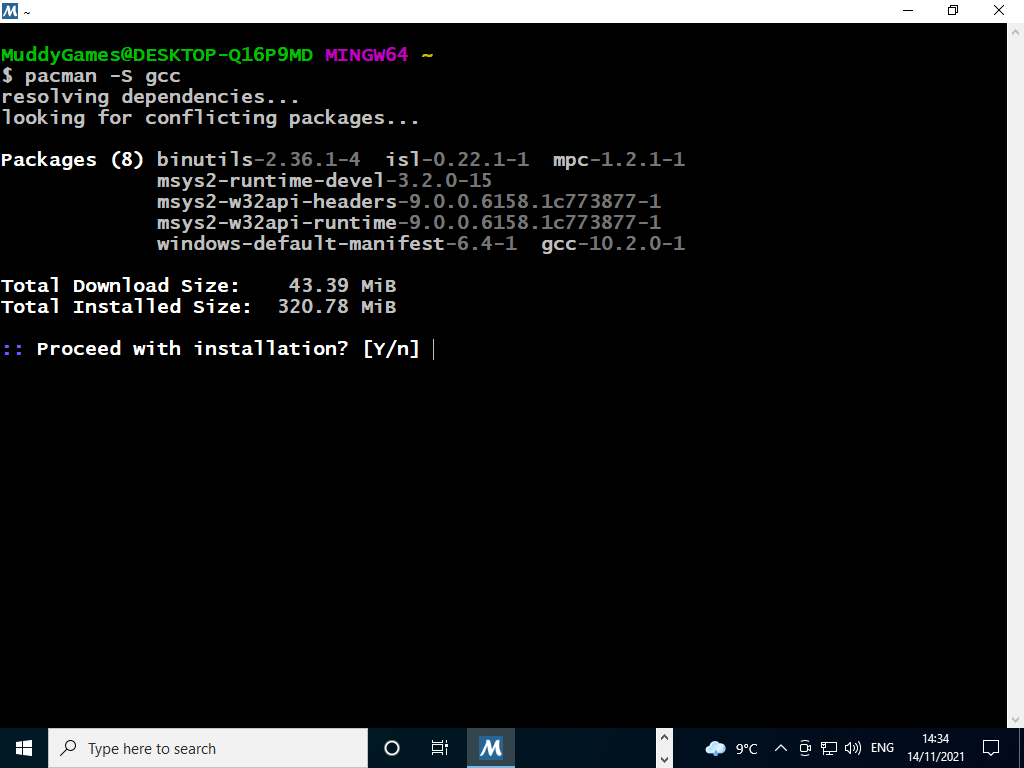 ~
MuddyGames@DESKTOP-Q16P9MD MINGW64 ~
$ pacman -S gcc
resolving dependencies...
looking for conflicting packages...
Packages (8) binutils-2.36.1-4  isl-0.22.1-1  mpc-1.2.1-1
msys2-runtime-devel-3.2.0-15
msys2-w32api-headers-9.0.0.6158.1c773877-1
msys2-w32api-runtime-9.0.0.6158.1c773877-1
windows-default-manifest-6.4-1  gcc-10.2.0-1
Total Download Size:    43.39 MiB
Total Installed Size:  320.78 MiB
:: Proceed with installation? [Y/n]
Type here to search
9°C
ENG
14:34
14/11/2021